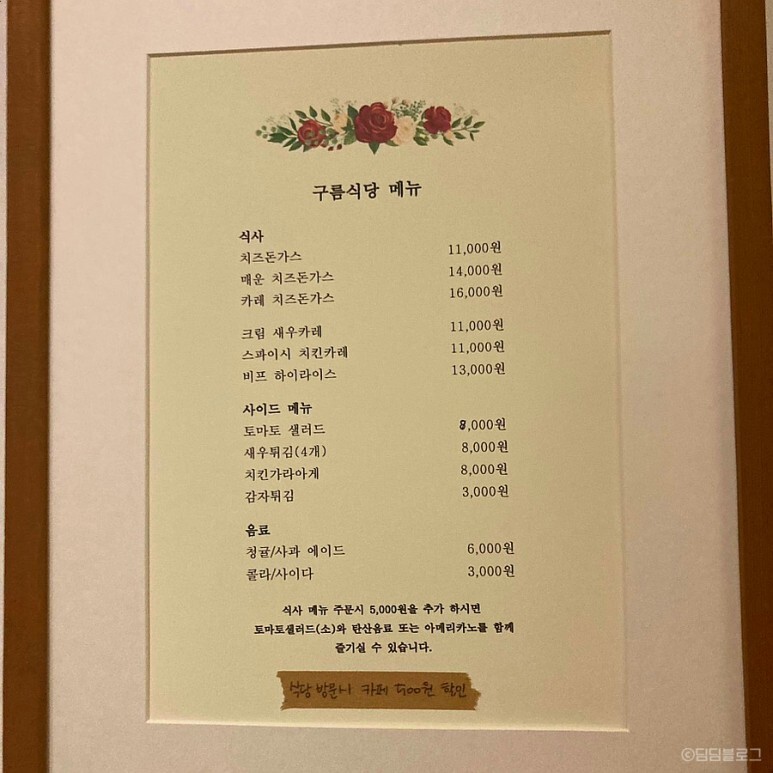 구름식당 메뉴
식사
치즈돈가스 11,000원
매운 치즈돈가스 14,000원
카레 치즈돈가스 16,000원
크림 새우카레 11,000원
스파이시 치킨카레 11,000원
비프 하이라이스 13,000원
사이드 메뉴
토마토 샐러드 8,000원
새우튀김(4개) 8,000원
치킨가라아게 8,000원
감자튀김 3,000원
음료
청귤/사과 에이드 6,000원
콜라/사이다 3,000원
식사 메뉴 주문시 5,000원을 추가 하시면
토마토샐러드(소)와 탄산음료 또는 아메리카노를 함께
즐기실 수 있습니다.
식당 방문시 카페 500원 할인
©딤딤블로그